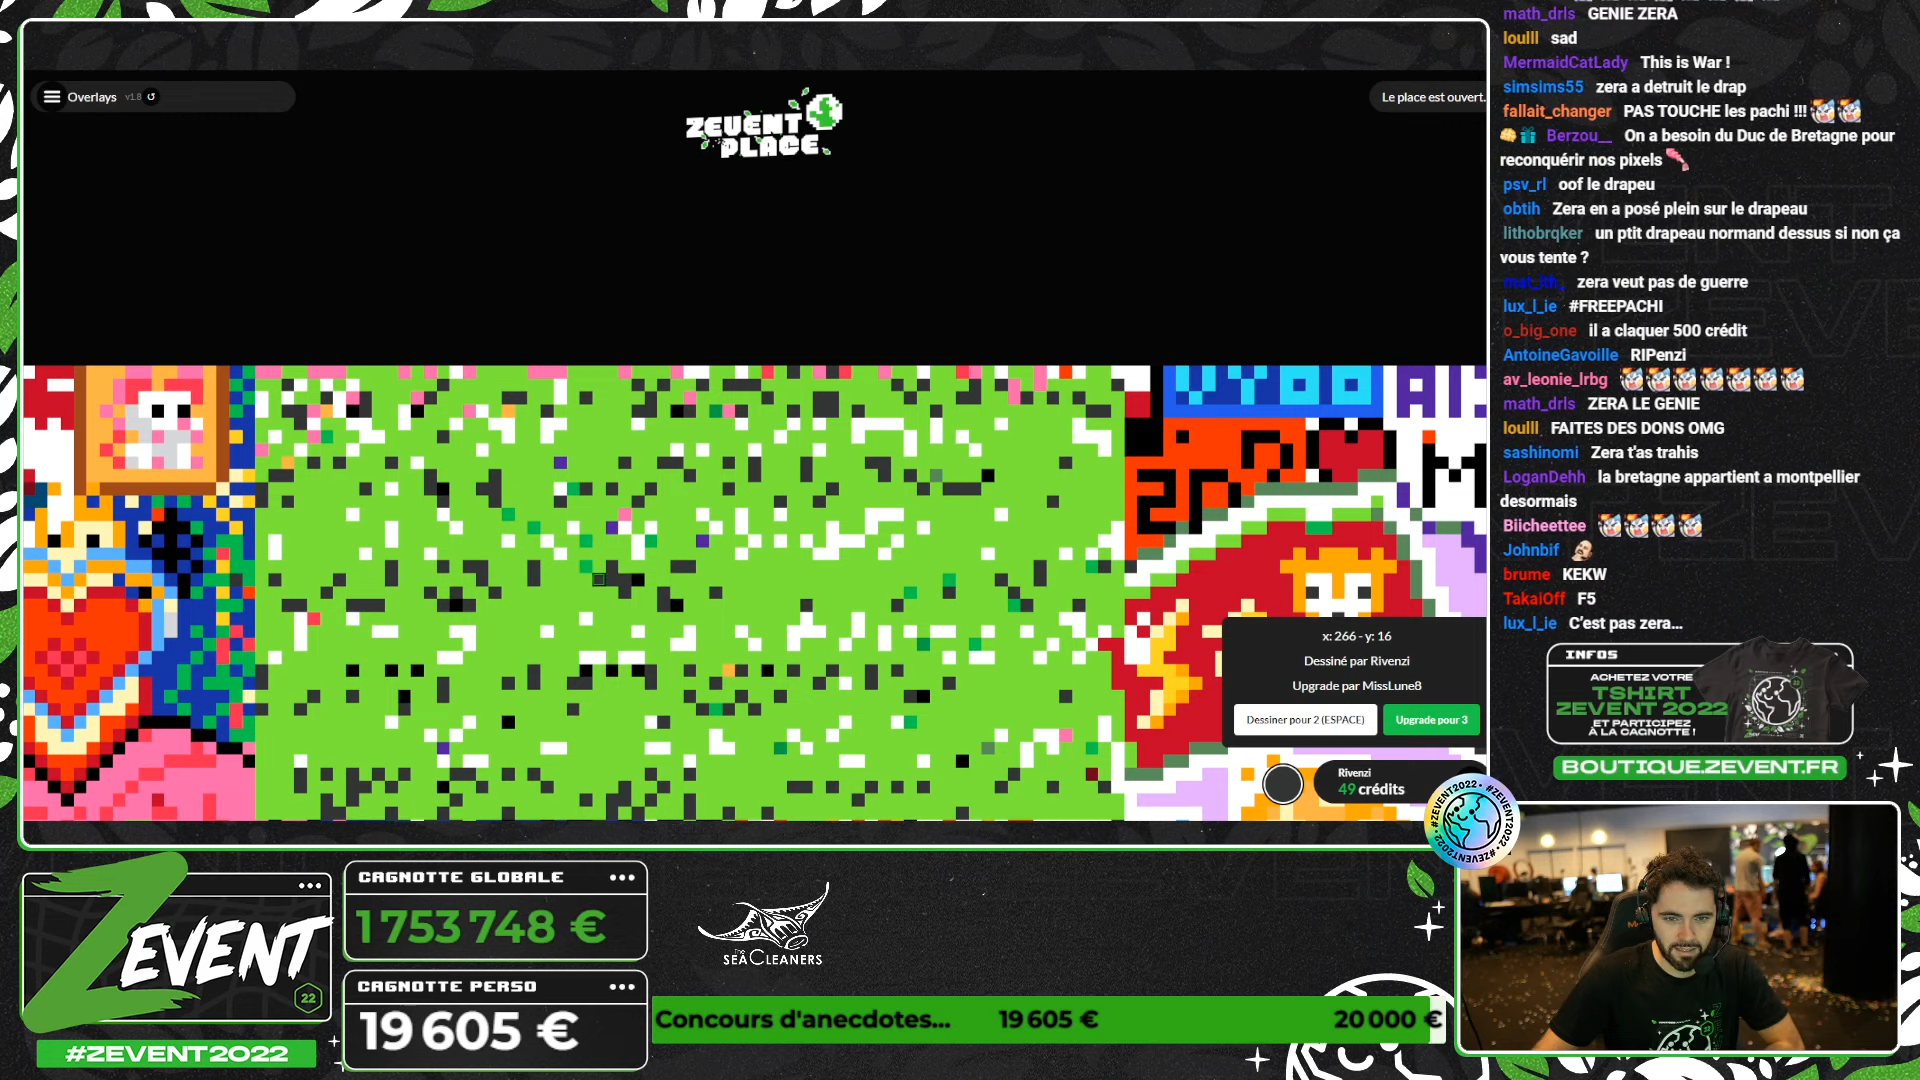 Overlays v1.8
ZEVENT
PLACE
Le place est ouvert.
x: 266 - y: 16
Dessiné par Rivenzi
Upgrade par MissLune8
Dessiner pour 2 (ESPACE)
Upgrade pour 3
Rivenzi
49 crédits
math_drls GENIE ZERA
loulll sad
MermaidCatLady This is War !
simsims55 zera a detruit le drap
fallait_changer PAS TOUCHE les pachi !!!
Berzou__ On a besoin du Duc de Bretagne pour
reconquérir nos pixels
psv_rl oof le drapeu
obtih Zera en a posé plein sur le drapeau
lithobrqker un ptit drapeau normand dessus si non ça
vous tente ?
mat_ith_ zera veut pas de guerre
lux_l_ie #FREEPACHI
o_big_one il a claquer 500 crédit
AntoineGavoille RIPenzi
av_leonie_lrbg
math_drls ZERA LE GENIE
loulll FAITES DES DONS OMG
sashinomi Zera t'as trahis
LoganDehh la bretagne appartient a montpellier
desormais
Biicheettee
Johnbif
brume KEKW
TakaiOff F5
lux_l_ie C'est pas zera...
INFOS
ACHETEZ VOTRE
TSHIRT
ZEVENT 2022
ET PARTICIPEZ
À LA CAGNOTTE !
BOUTIQUE.ZEVENT.FR
#ZEVENT2022
ZEVENT
22
#ZEVENT2022
CAGNOTTE GLOBALE
1 753 748 €
CAGNOTTE PERSO
19 605 €
The
SEACLEANERS
Concours d'anecdotes... 19 605 € 20 000 €